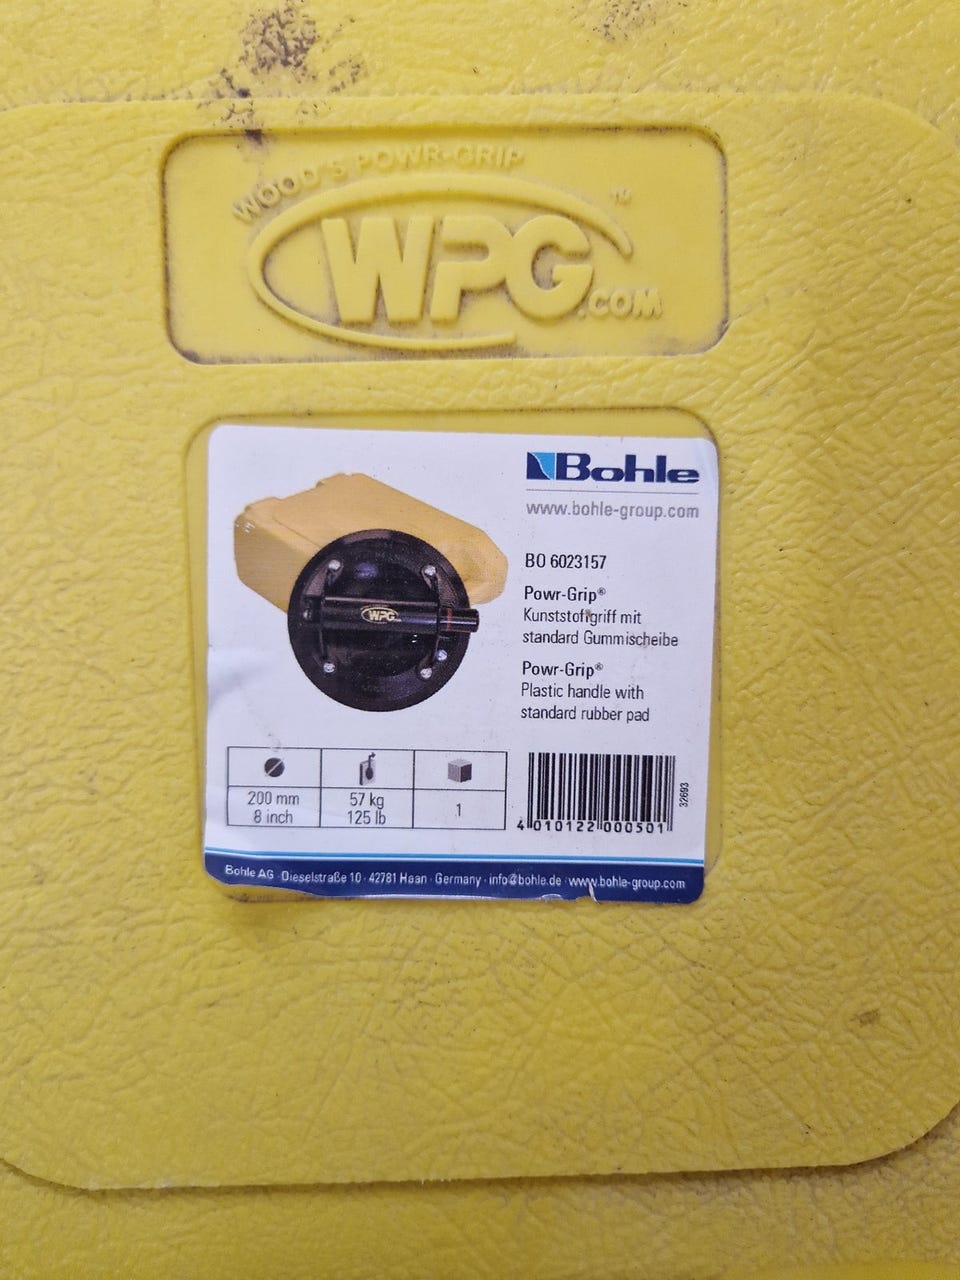 WOOD'S POWR-GRIP
WPG.COM
™
Bohle
www.bohle-group.com
BO 6023157
Powr-Grip®
Kunststoffgriff mit
standard Gummischeibe
Powr-Grip®
Plastic handle with
standard rubber pad
WPG
200 mm
8 inch
57 kg
125 lb
1
4 010122 000501
32693
Bohle AG · Dieselstraße 10 · 42781 Haan · Germany · info@bohle.de · www.bohle-group.com